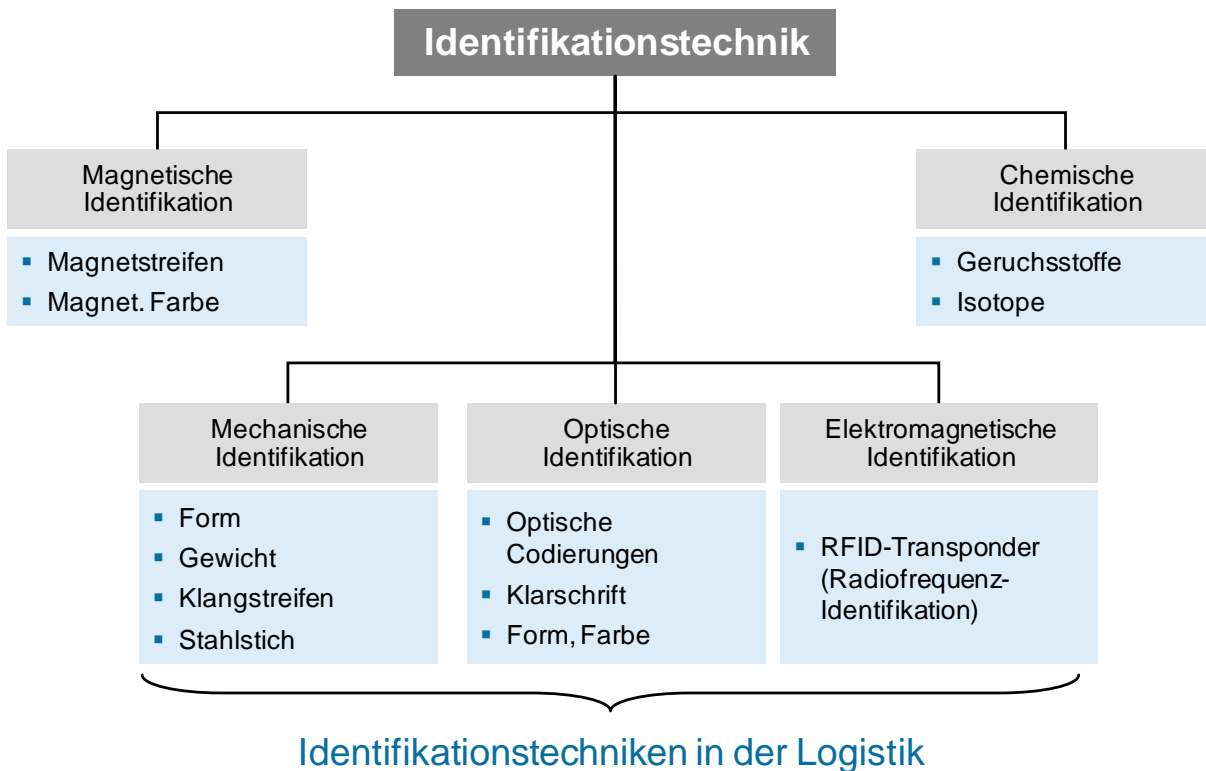 Identifikationstechnik
Magnetische
Identifikation
Magnetstreifen
Magnet. Farbe
Chemische
Identifikation
Geruchsstoffe
Isotope
Mechanische
Identifikation
Form
Gewicht
Klangstreifen
Stahlstich
Optische
Identifikation
Optische
Codierungen
Klarschrift
Form, Farbe
Elektromagnetische
Identifikation
RFID-Transponder
(Radiofrequenz-
Identifikation)
Identifikationstechniken in der Logistik